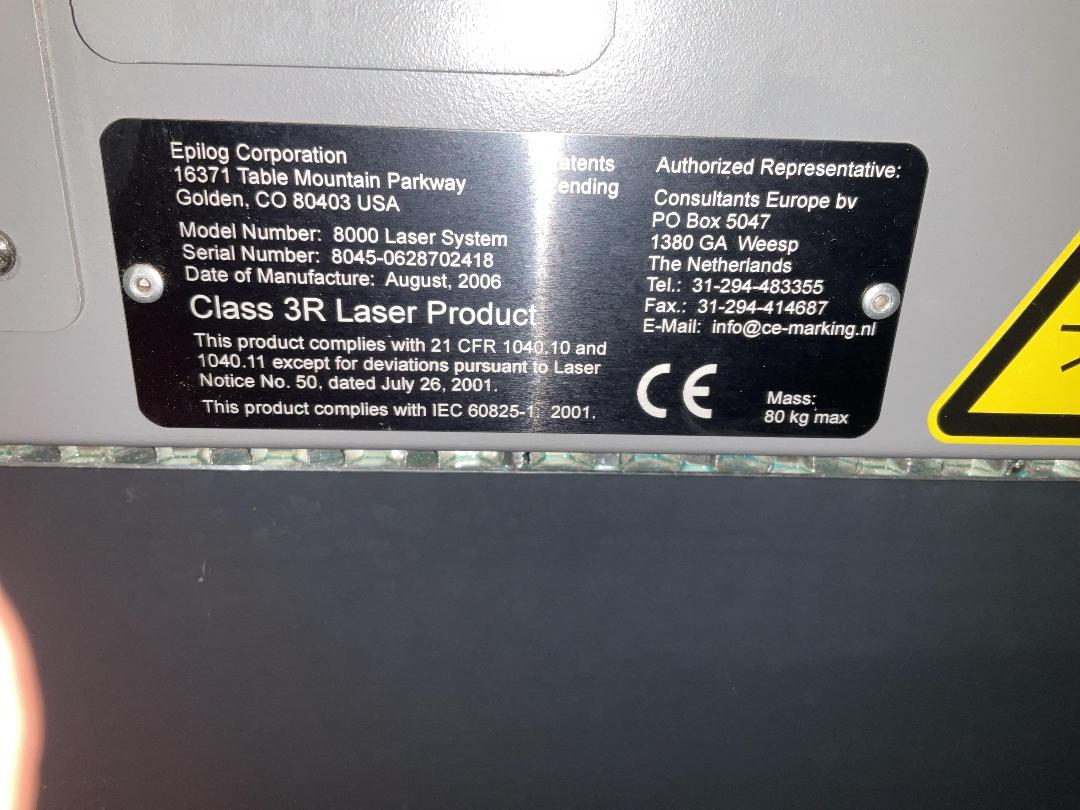 Epilog Corporation
16371 Table Mountain Parkway
Golden, CO 80403 USA
Model Number: 8000 Laser System
Serial Number: 8045-0628702418
Date of Manufacture: August, 2006
Class 3R Laser Product
This product complies with 21 CFR 1040.10 and
1040.11 except for deviations pursuant to Laser
Notice No. 50, dated July 26, 2001.
This product complies with IEC 60825-1: 2001.
Patents
Pending
Authorized Representative:
Consultants Europe bv
PO Box 5047
1380 GA Weesp
The Netherlands
Tel.: 31-294-483355
Fax.: 31-294-414687
E-Mail: info@ce-marking.nl
CE
Mass:
80 kg max